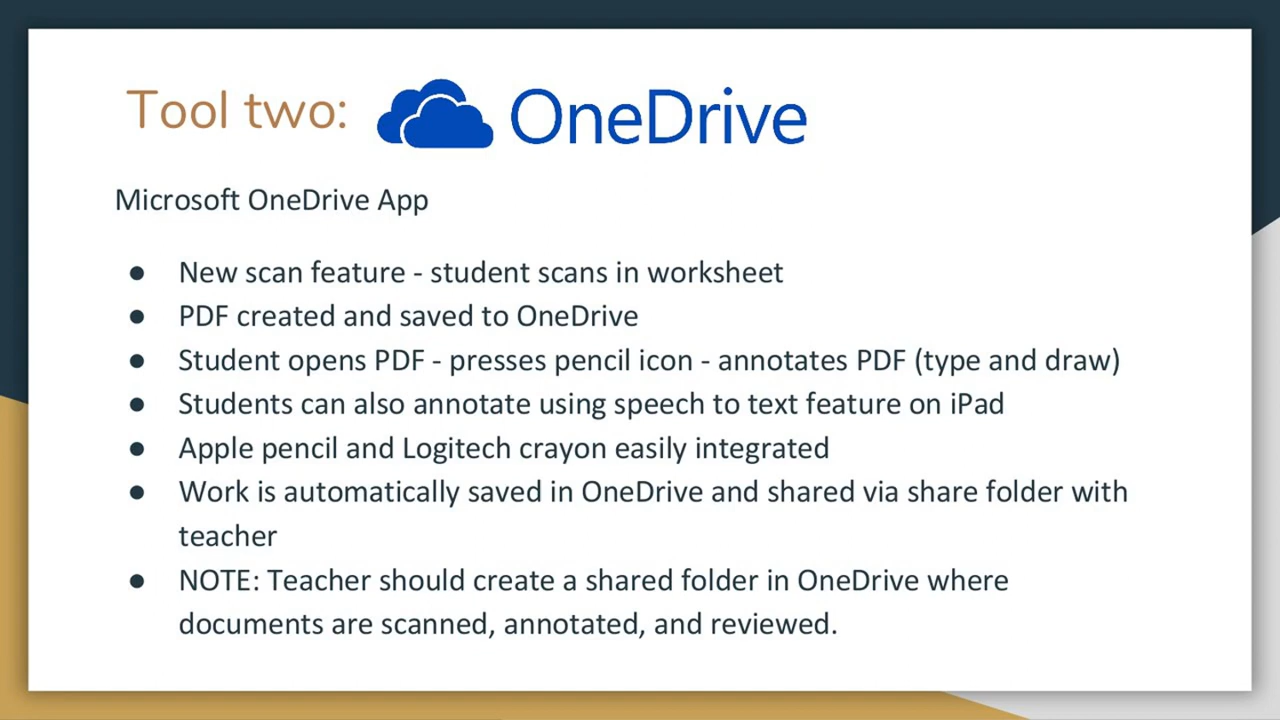 Tool two: OneDrive
Microsoft OneDrive App
● New scan feature - student scans in worksheet
● PDF created and saved to OneDrive
● Student opens PDF - presses pencil icon - annotates PDF (type and draw)
● Students can also annotate using speech to text feature on iPad
● Apple pencil and Logitech crayon easily integrated
● Work is automatically saved in OneDrive and shared via share folder with
teacher
● NOTE: Teacher should create a shared folder in OneDrive where
documents are scanned, annotated, and reviewed.